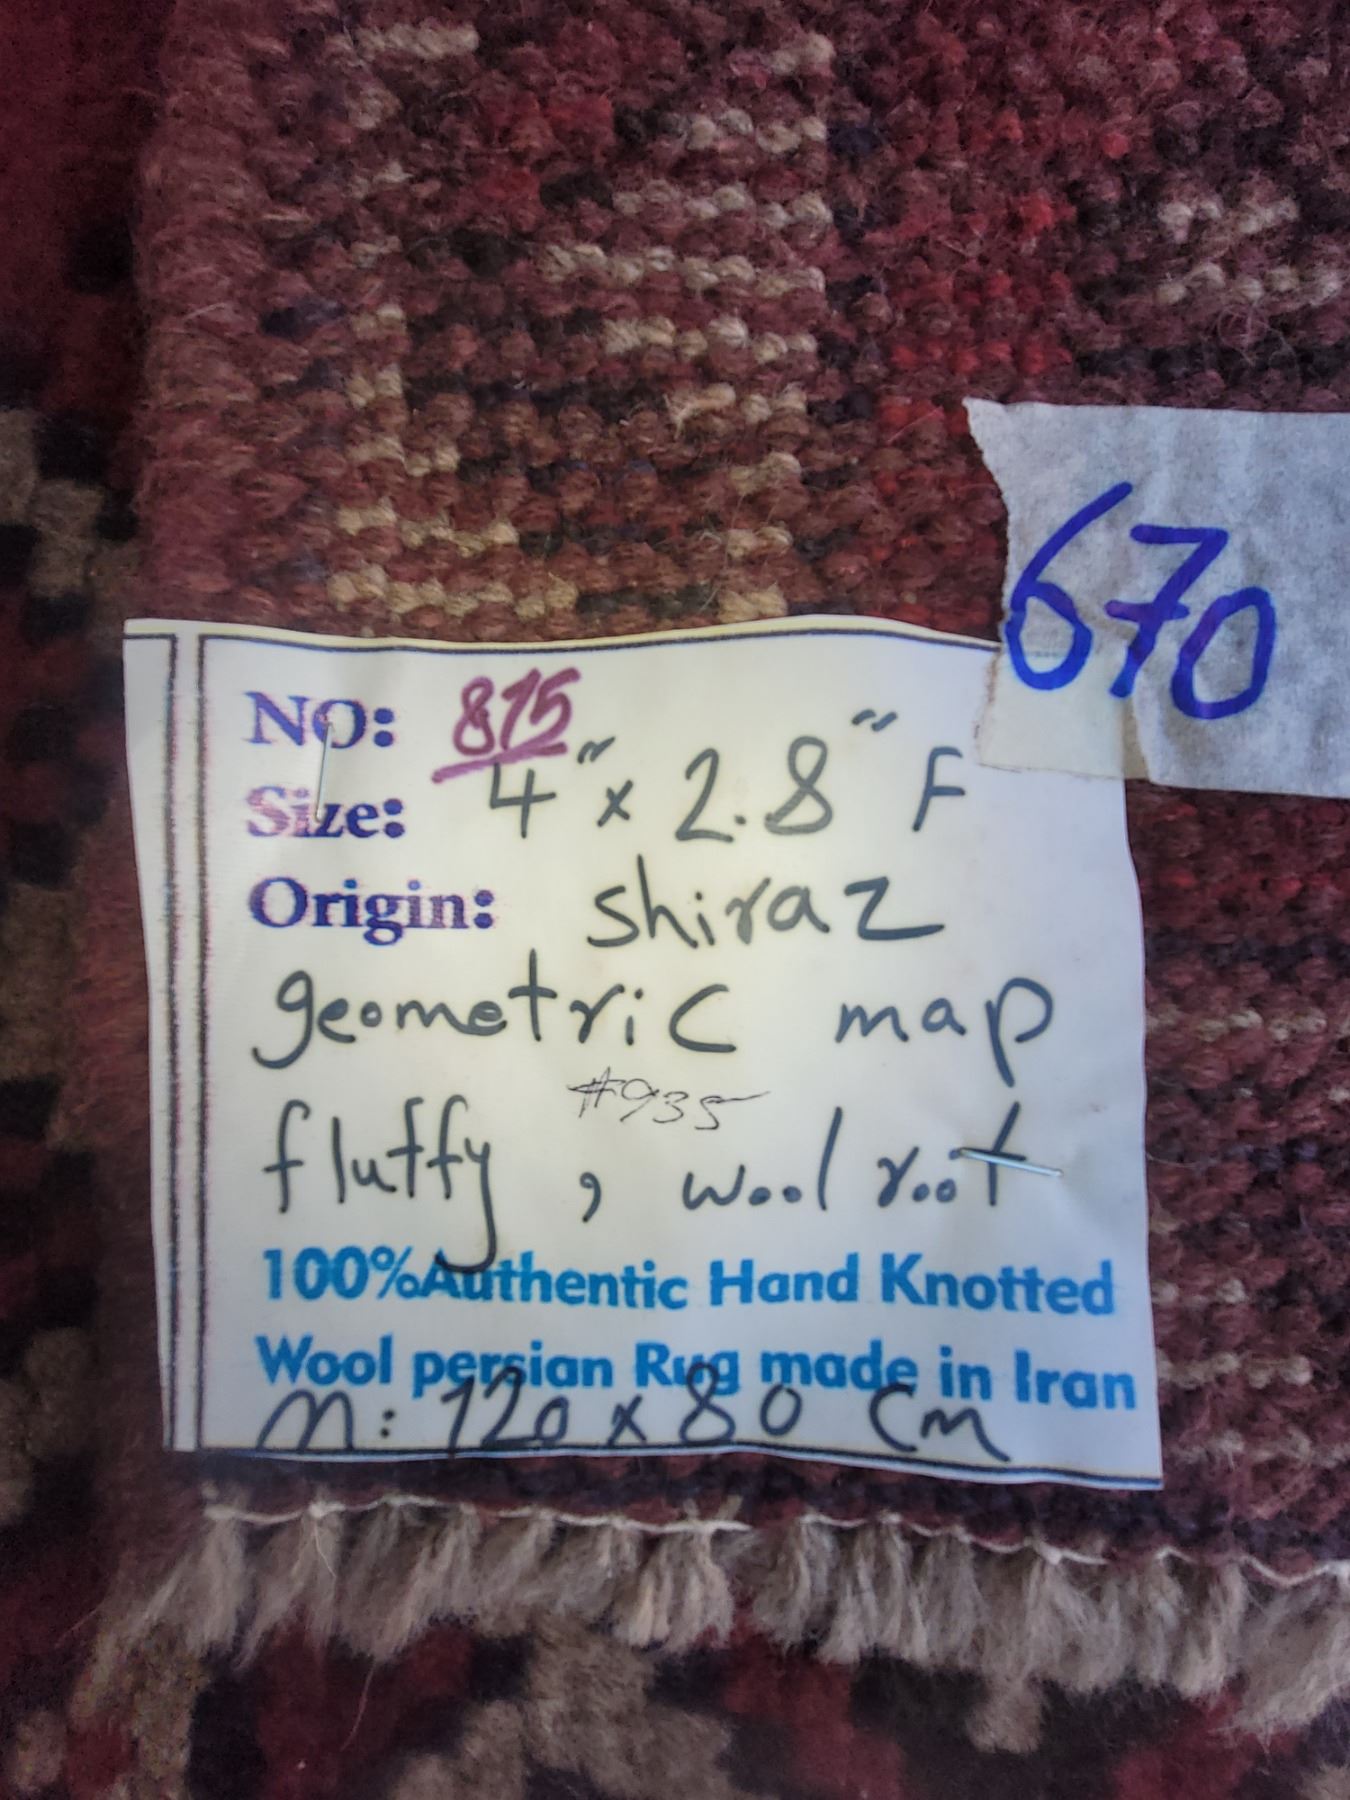 670
NO: 875
Size: 4" x 2.8" F
Origin: shiraz
geometric map
#935
fluffy, wool root
100%Authentic Hand Knotted
Wool persian Rug made in Iran
m: 120 x 80 cm